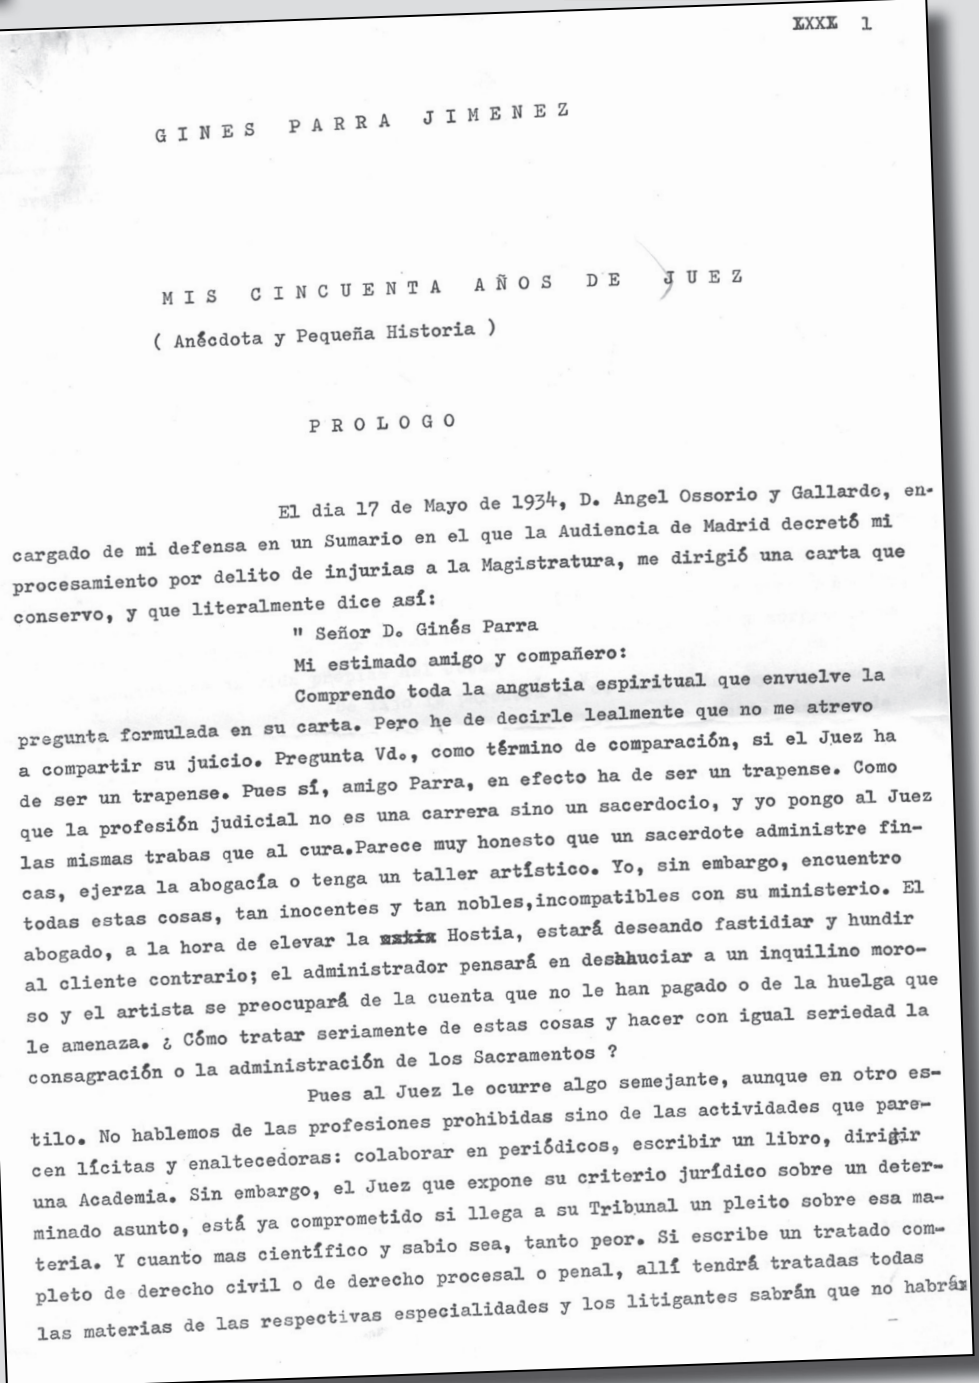 1
GINES PARRA JIMENEZ
MIS CINCUENTA AÑOS DE JUEZ
( Anécdota y Pequeña Historia )
PROLOGO
El dia 17 de Mayo de 1934, D. Angel Ossorio y Gallardo, en-
cargado de mi defensa en un Sumario en el que la Audiencia de Madrid decretó mi
procesamiento por delito de injurias a la Magistratura, me dirigió una carta que
conservo, y que literalmente dice así:
" Señor D. Ginés Parra
Mi estimado amigo y compañero:
Comprendo toda la angustia espiritual que envuelve la
pregunta formulada en su carta. Pero he de decirle lealmente que no me atrevo
a compartir su juicio. Pregunta Vd., como término de comparación, si el Juez ha
de ser un trapense. Pues sí, amigo Parra, en efecto ha de ser un trapense. Como
que la profesión judicial no es una carrera sino un sacerdocio, y yo pongo al Juez
las mismas trabas que al cura.Parece muy honesto que un sacerdote administre fin-
cas, ejerza la abogacía o tenga un taller artístico. Yo, sin embargo, encuentro
todas estas cosas, tan inocentes y tan nobles,incompatibles con su ministerio. El
abogado, a la hora de elevar la Hostia, estará deseando fastidiar y hundir
al cliente contrario; el administrador pensará en desahuciar a un inquilino moro-
so y el artista se preocupará de la cuenta que no le han pagado o de la huelga que
le amenaza. ¿ Cómo tratar seriamente de estas cosas y hacer con igual seriedad la
consagración o la administración de los Sacramentos ?
Pues al Juez le ocurre algo semejante, aunque en otro es-
tilo. No hablemos de las profesiones prohibidas sino de las actividades que pare-
cen lícitas y enaltecedoras: colaborar en periódicos, escribir un libro, dirigir
una Academia. Sin embargo, el Juez que expone su criterio jurídico sobre un deter-
minado asunto, está ya comprometido si llega a su Tribunal un pleito sobre esa ma-
teria. Y cuanto mas científico y sabio sea, tanto peor. Si escribe un tratado com-
pleto de derecho civil o de derecho procesal o penal, allí tendrá tratadas todas
las materias de las respectivas especialidades y los litigantes sabrán que no habrá